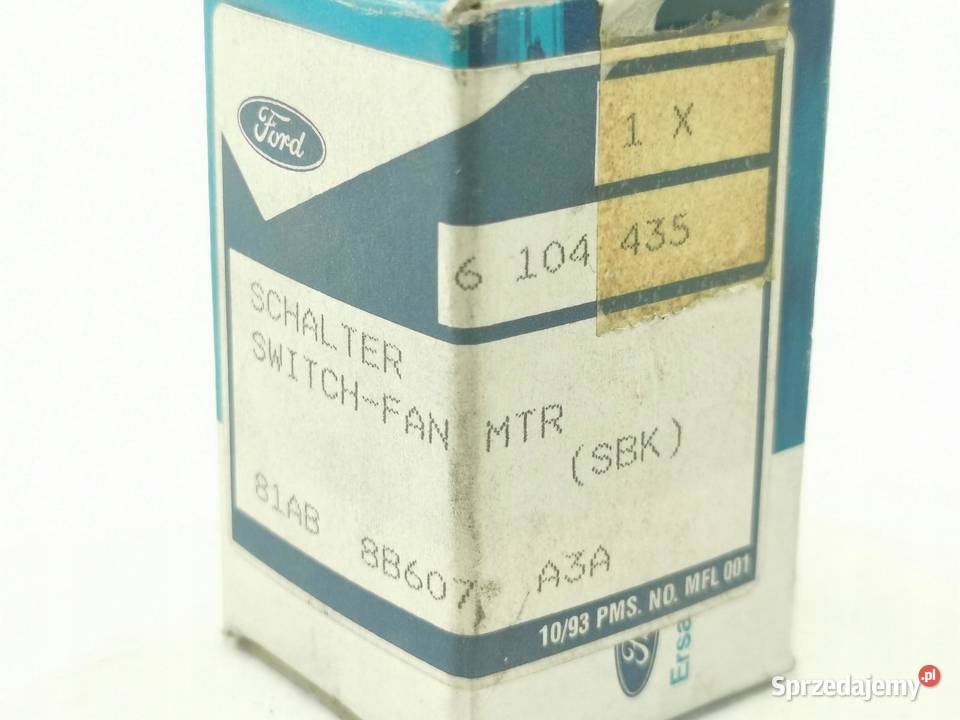 Ford
1 X
6 104 435
SCHALTER
SWITCH-FAN MTR
(SBK)
81AB 8B607 A3A
10/93 PMS. NO. MFL 001
Sprzedajemy.pl